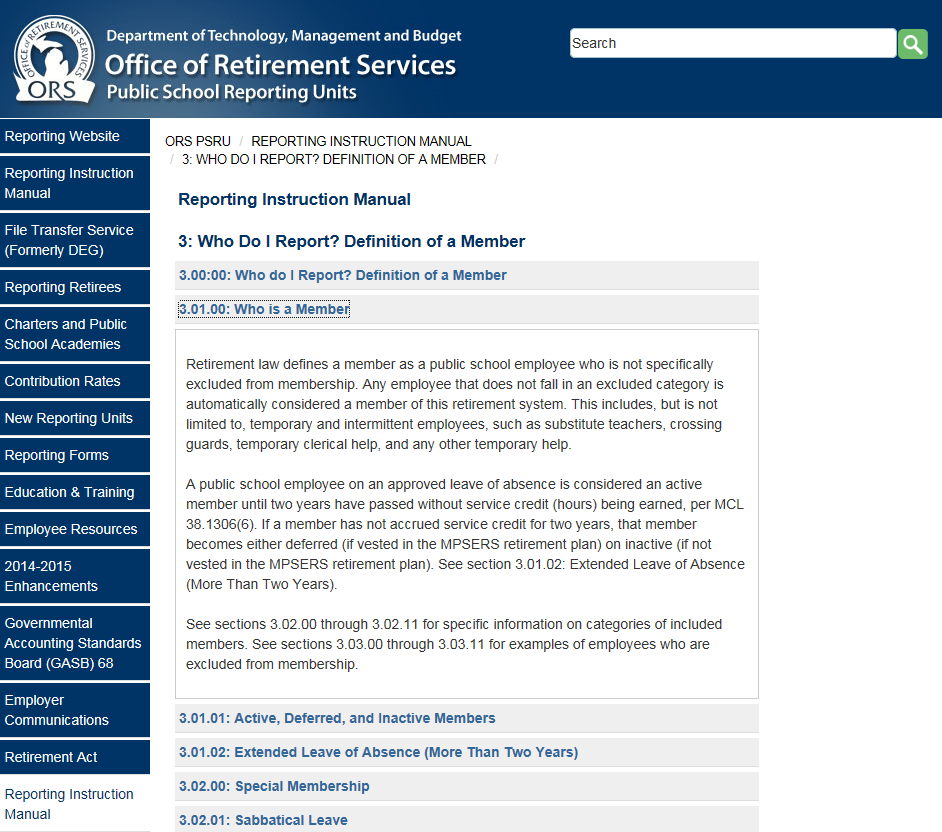 OFFICE OF RETIREMENT SERVICES
ORS
Department of Technology, Management and Budget
Office of Retirement Services
Public School Reporting Units
Search
Reporting Website
Reporting Instruction
Manual
File Transfer Service
(Formerly DEG)
Reporting Retirees
Charters and Public
School Academies
Contribution Rates
New Reporting Units
Reporting Forms
Education & Training
Employee Resources
2014-2015
Enhancements
Governmental
Accounting Standards
Board (GASB) 68
Employer
Communications
Retirement Act
Reporting Instruction
Manual
ORS PSRU / REPORTING INSTRUCTION MANUAL
/ 3: WHO DO I REPORT? DEFINITION OF A MEMBER /
Reporting Instruction Manual
3: Who Do I Report? Definition of a Member
3.00:00: Who do I Report? Definition of a Member
3.01.00: Who is a Member
Retirement law defines a member as a public school employee who is not specifically
excluded from membership. Any employee that does not fall in an excluded category is
automatically considered a member of this retirement system. This includes, but is not
limited to, temporary and intermittent employees, such as substitute teachers, crossing
guards, temporary clerical help, and any other temporary help.
A public school employee on an approved leave of absence is considered an active
member until two years have passed without service credit (hours) being earned, per MCL
38.1306(6). If a member has not accrued service credit for two years, that member
becomes either deferred (if vested in the MPSERS retirement plan) on inactive (if not
vested in the MPSERS retirement plan). See section 3.01.02: Extended Leave of Absence
(More Than Two Years).
See sections 3.02.00 through 3.02.11 for specific information on categories of included
members. See sections 3.03.00 through 3.03.11 for examples of employees who are
excluded from membership.
3.01.01: Active, Deferred, and Inactive Members
3.01.02: Extended Leave of Absence (More Than Two Years)
3.02.00: Special Membership
3.02.01: Sabbatical Leave